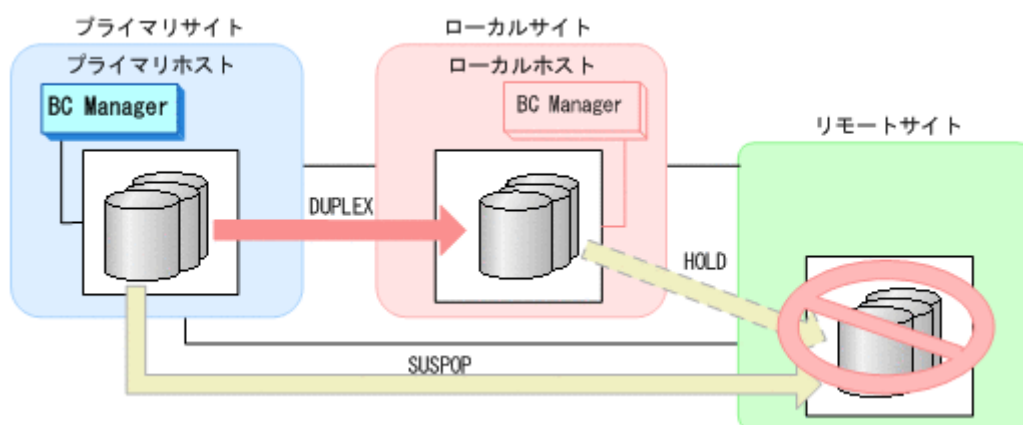 プライマリサイト
ローカルサイト
プライマリホスト
ローカルホスト
BC Manager
BC Manager
リモートサイト
DUPLEX
HOLD
SUSPOP